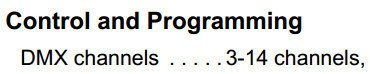 Control and Programming
DMX channels . . . . . 3-14 channels,